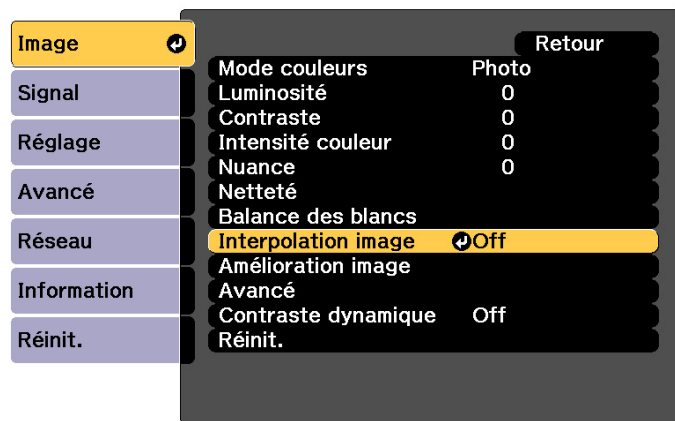 Image
Signal
Réglage
Avancé
Réseau
Information
Réinit.
Retour
Mode couleurs Photo
Luminosité 0
Contraste 0
Intensité couleur 0
Nuance 0
Netteté
Balance des blancs
Interpolation image Off
Amélioration image
Avancé
Contraste dynamique Off
Réinit.